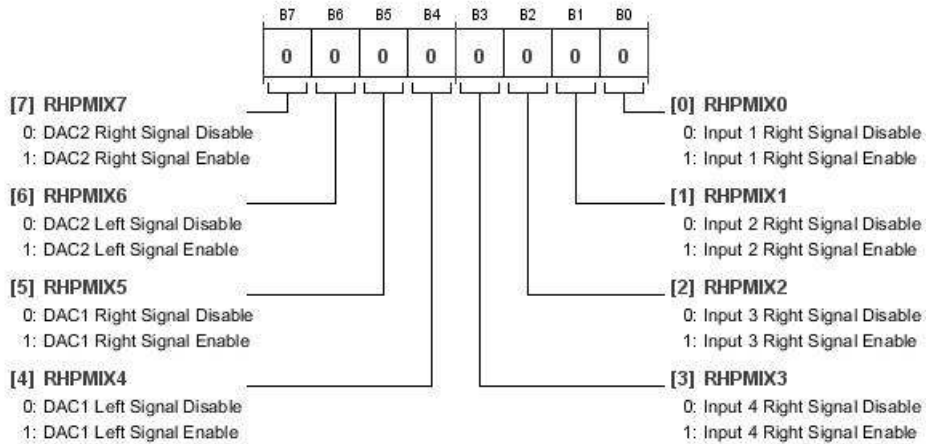 B7 B6 B5 B4 B3 B2 B1 B0
0 0 0 0 0 0 0 0
[7] RHPMIX7
0: DAC2 Right Signal Disable
1: DAC2 Right Signal Enable
[6] RHPMIX6
0: DAC2 Left Signal Disable
1: DAC2 Left Signal Enable
[5] RHPMIX5
0: DAC1 Right Signal Disable
1: DAC1 Right Signal Enable
[4] RHPMIX4
0: DAC1 Left Signal Disable
1: DAC1 Left Signal Enable
[0] RHPMIX0
0: Input 1 Right Signal Disable
1: Input 1 Right Signal Enable
[1] RHPMIX1
0: Input 2 Right Signal Disable
1: Input 2 Right Signal Enable
[2] RHPMIX2
0: Input 3 Right Signal Disable
1: Input 3 Right Signal Enable
[3] RHPMIX3
0: Input 4 Right Signal Disable
1: Input 4 Right Signal Enable